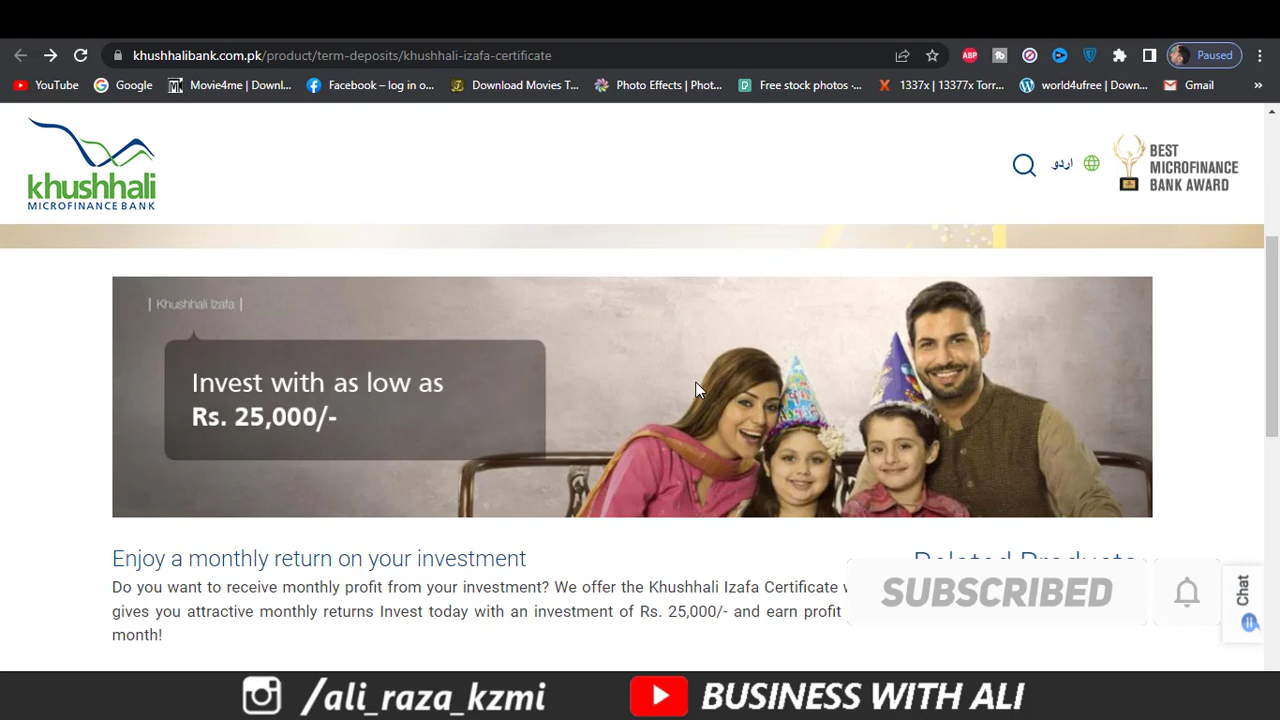 khushhalibank.com.pk/product/term-deposits/khushhali-izafa-certificate
ABP
Paused
YouTube
Google
Movie4me | Downl...
Facebook – log in o...
Download Movies T...
Photo Effects | Phot...
Free stock photos -...
1337x | 13377x Torr...
world4ufree | Down...
Gmail
»
khushhali
MICROFINANCE BANK
اردو
BEST
MICROFINANCE
BANK AWARD
| Khushhali Izafa |
Invest with as low as
Rs. 25,000/-
Enjoy a monthly return on your investment
Related Products
Do you want to receive monthly profit from your investment? We offer the Khushhali Izafa Certificate
gives you attractive monthly returns Invest today with an investment of Rs. 25,000/- and earn profit
month!
SUBSCRIBED
Chat
/ali_raza_kzmi
BUSINESS WITH ALI